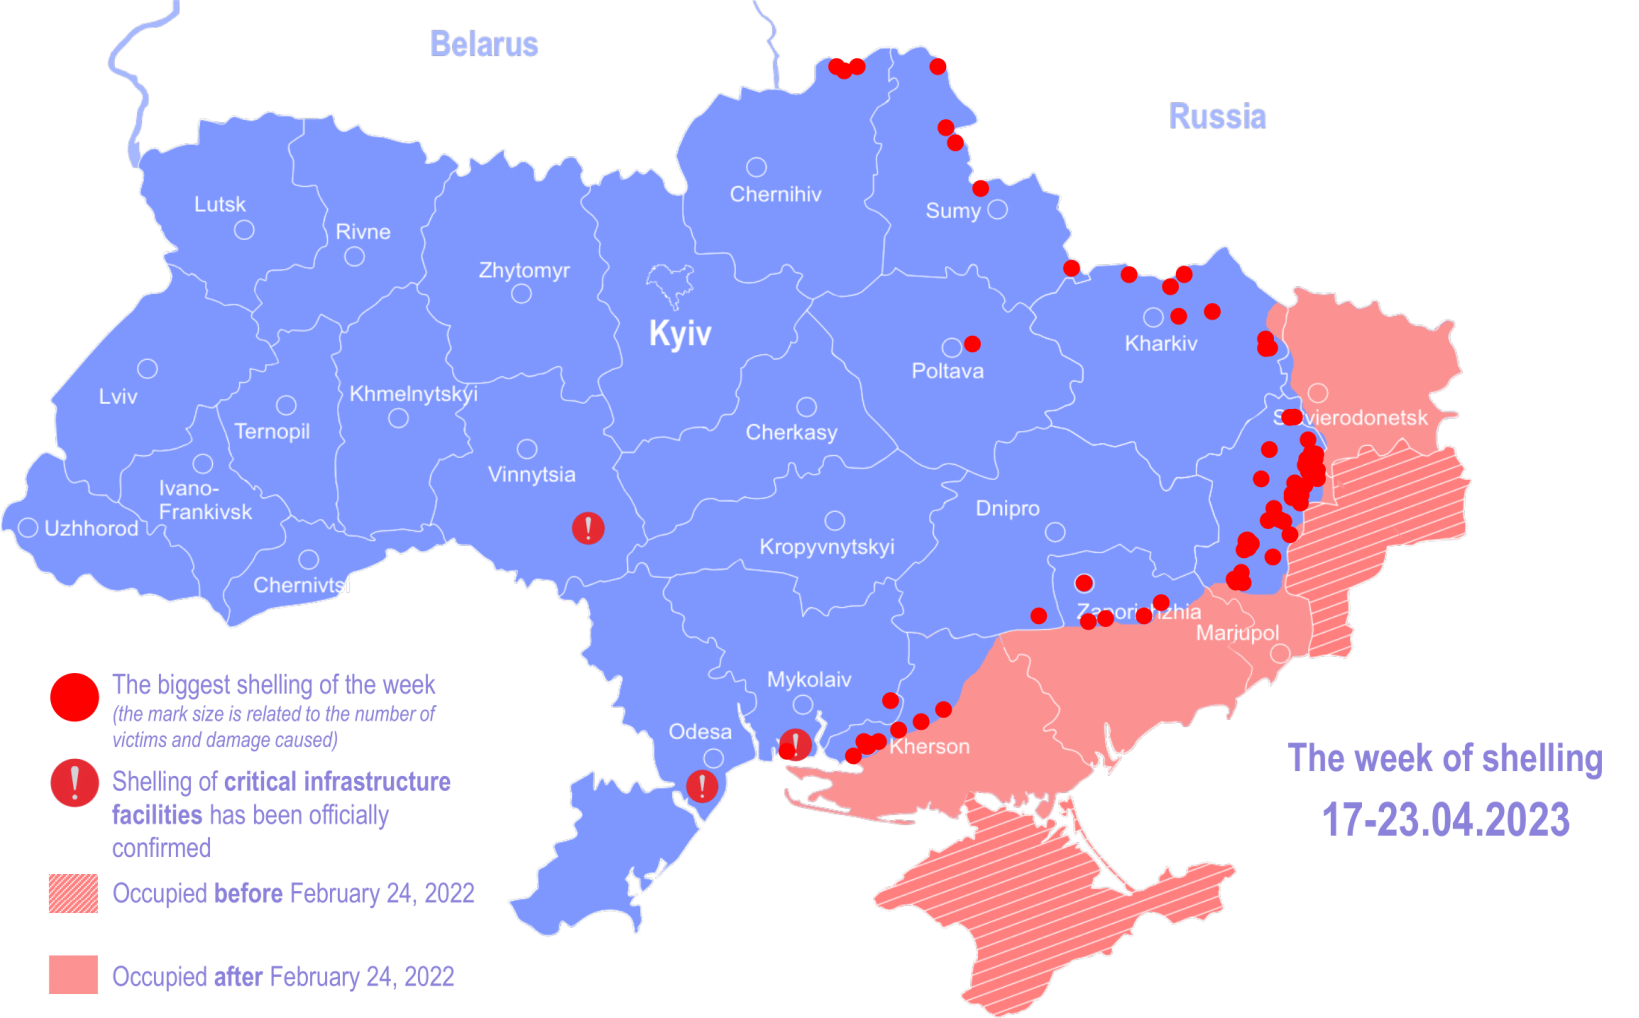 Belarus
Russia
Chernihiv
Lutsk
Sumy
Rivne
Zhytomyr
Kyiv
Kharkiv
Poltava
Lviv
Khmelnytskyi
Ternopil
Cherkasy
Vinnytsia
Ivano-
Frankivsk
Uzhhorod
Dnipro
Kropyvnytskyi
Chernivtsi
Mariupol
Mykolaiv
Odesa
Kherson
The biggest shelling of the week
(the mark size is related to the number of
victims and damage caused)
Shelling of critical infrastructure
facilities has been officially
confirmed
Occupied before February 24, 2022
Occupied after February 24, 2022
The week of shelling
17-23.04.2023
Sievierodonetsk
Zaporizhzhia